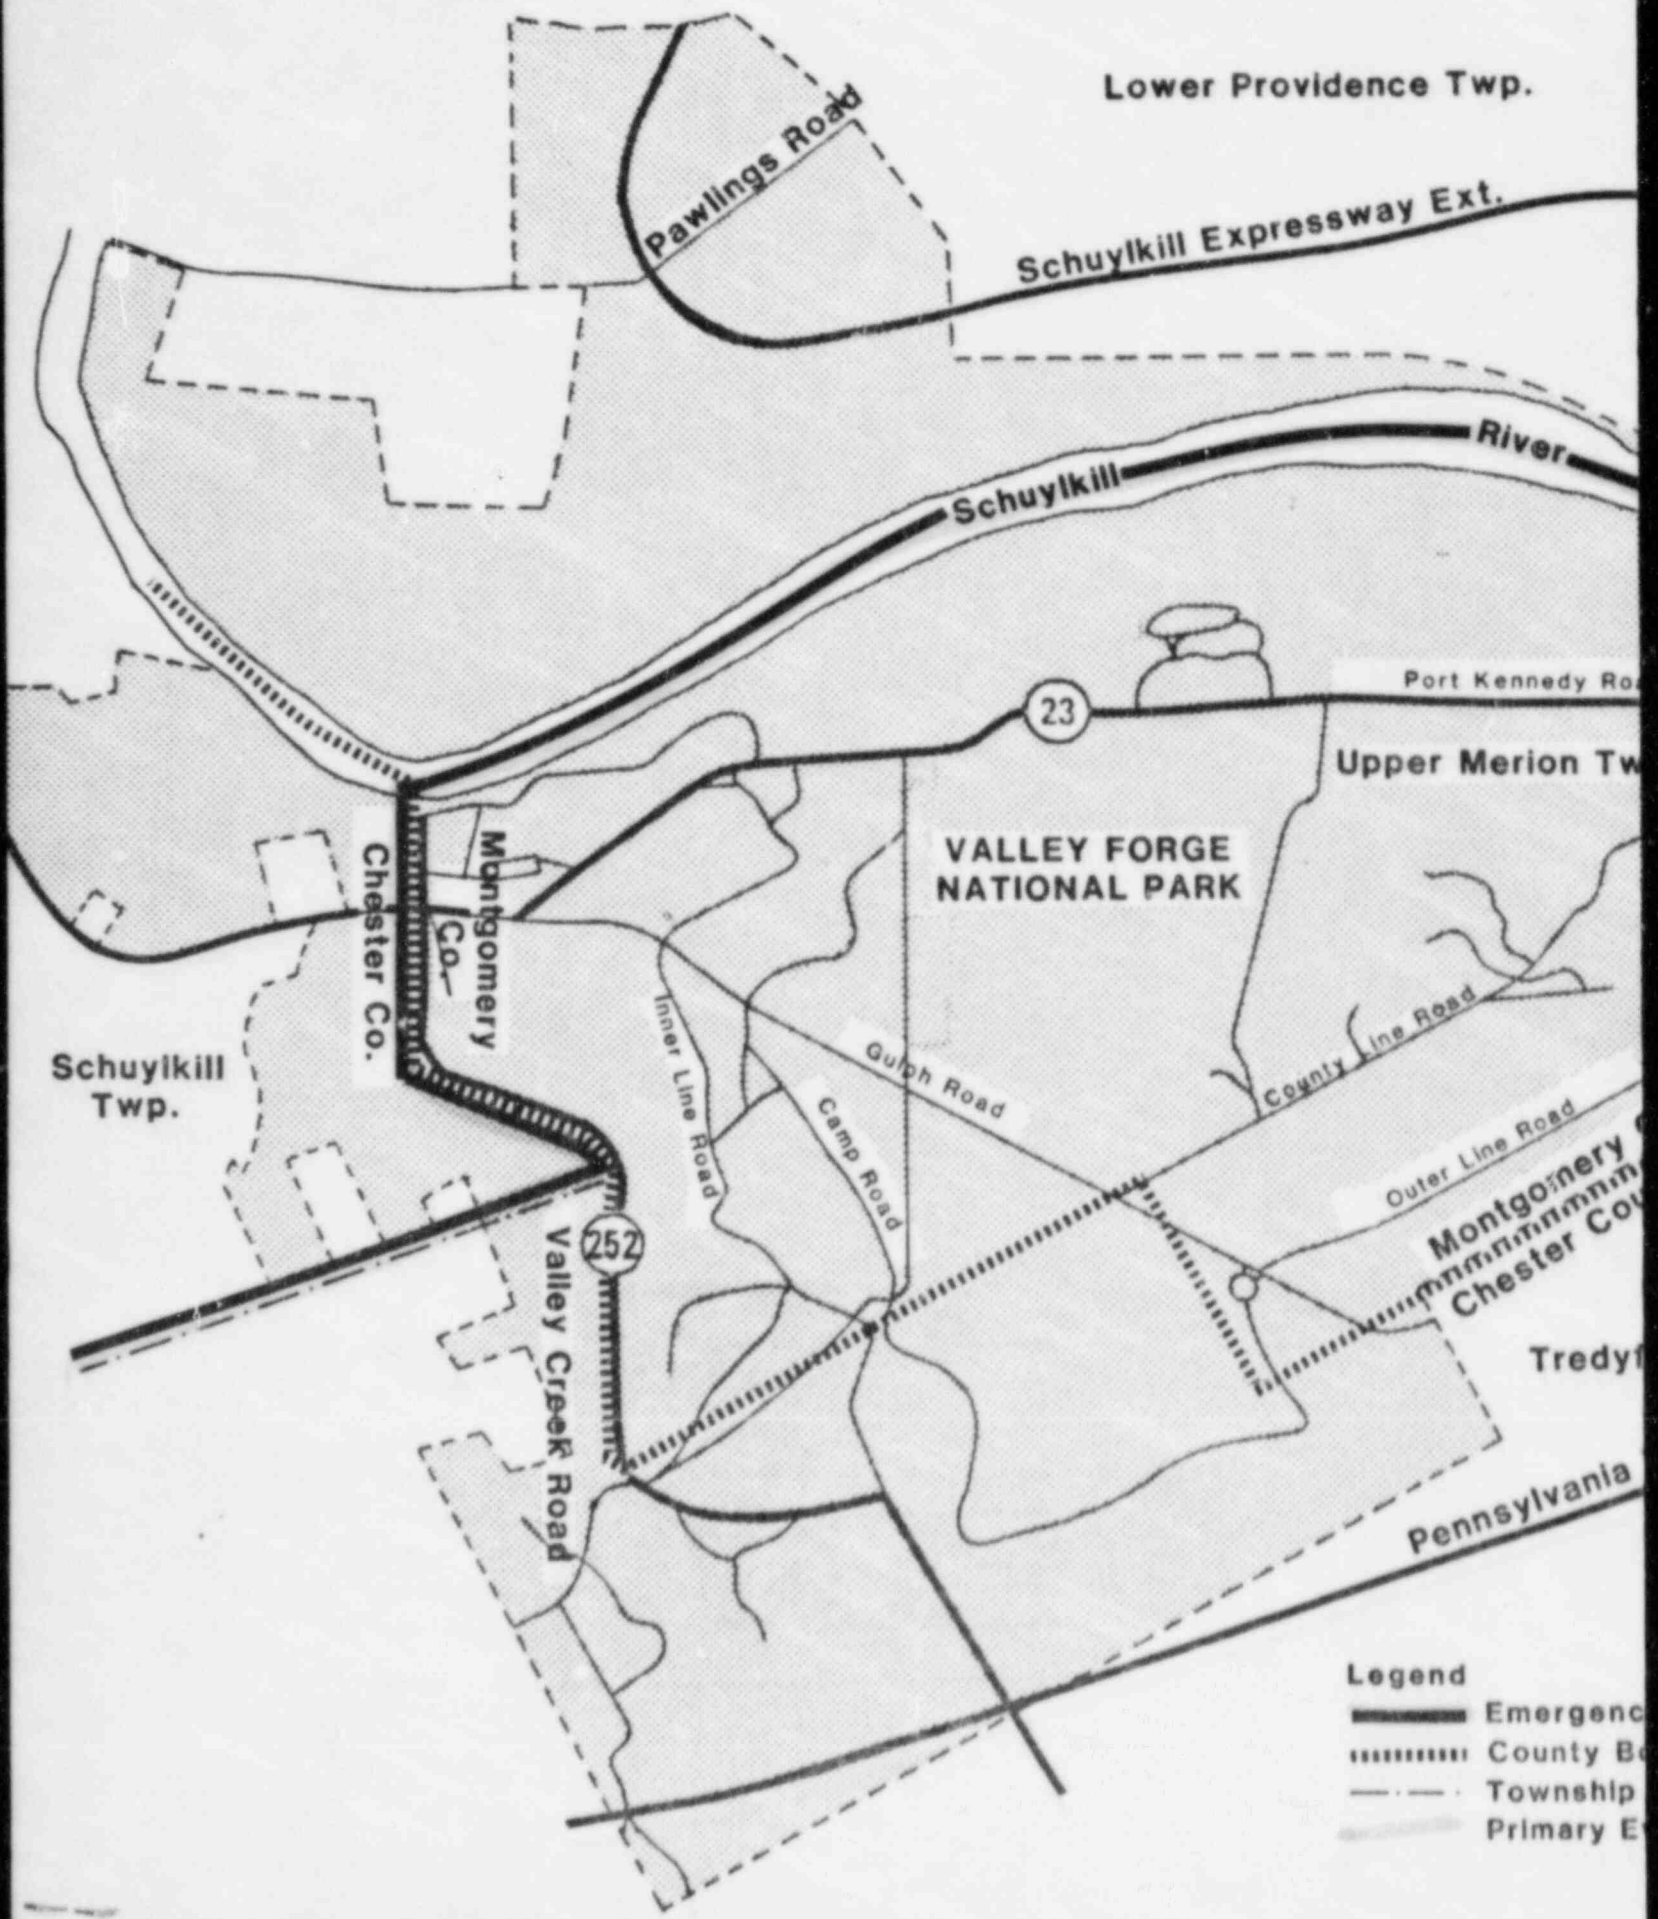 Lower Providence Twp.
Pawlings Road
Schuylkill Expressway Ext.
Schuylkill
River
23
Port Kennedy Roa
Upper Merion Tw
VALLEY FORGE
NATIONAL PARK
Montgomery
Co.
Chester Co.
Schuylkill
Twp.
Inner Line Road
Gulph Road
Camp Road
County Line Road
Outer Line Road
Montgomery
Chester Cou
252
Valley Creek Road
Tredyf
Pennsylvania
Legend
Emergenc
County Bo
Township
Primary Ev